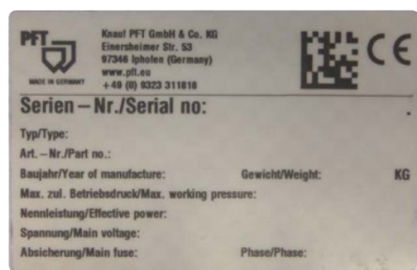 PFT
MADE IN GERMANY
Knauf PFT GmbH & Co. KG
Einersheimer Str. 53
97346 Iphofen (Germany)
www.pft.eu
+49 (0) 9323 311818
CE
Serien – Nr./Serial no:
Typ/Type:
Art. – Nr./Part no.:
Baujahr/Year of manufacture: Gewicht/Weight: KG
Max. zul. Betriebsdruck/Max. working pressure:
Nennleistung/Effective power:
Spannung/Main voltage:
Absicherung/Main fuse: Phase/Phase: